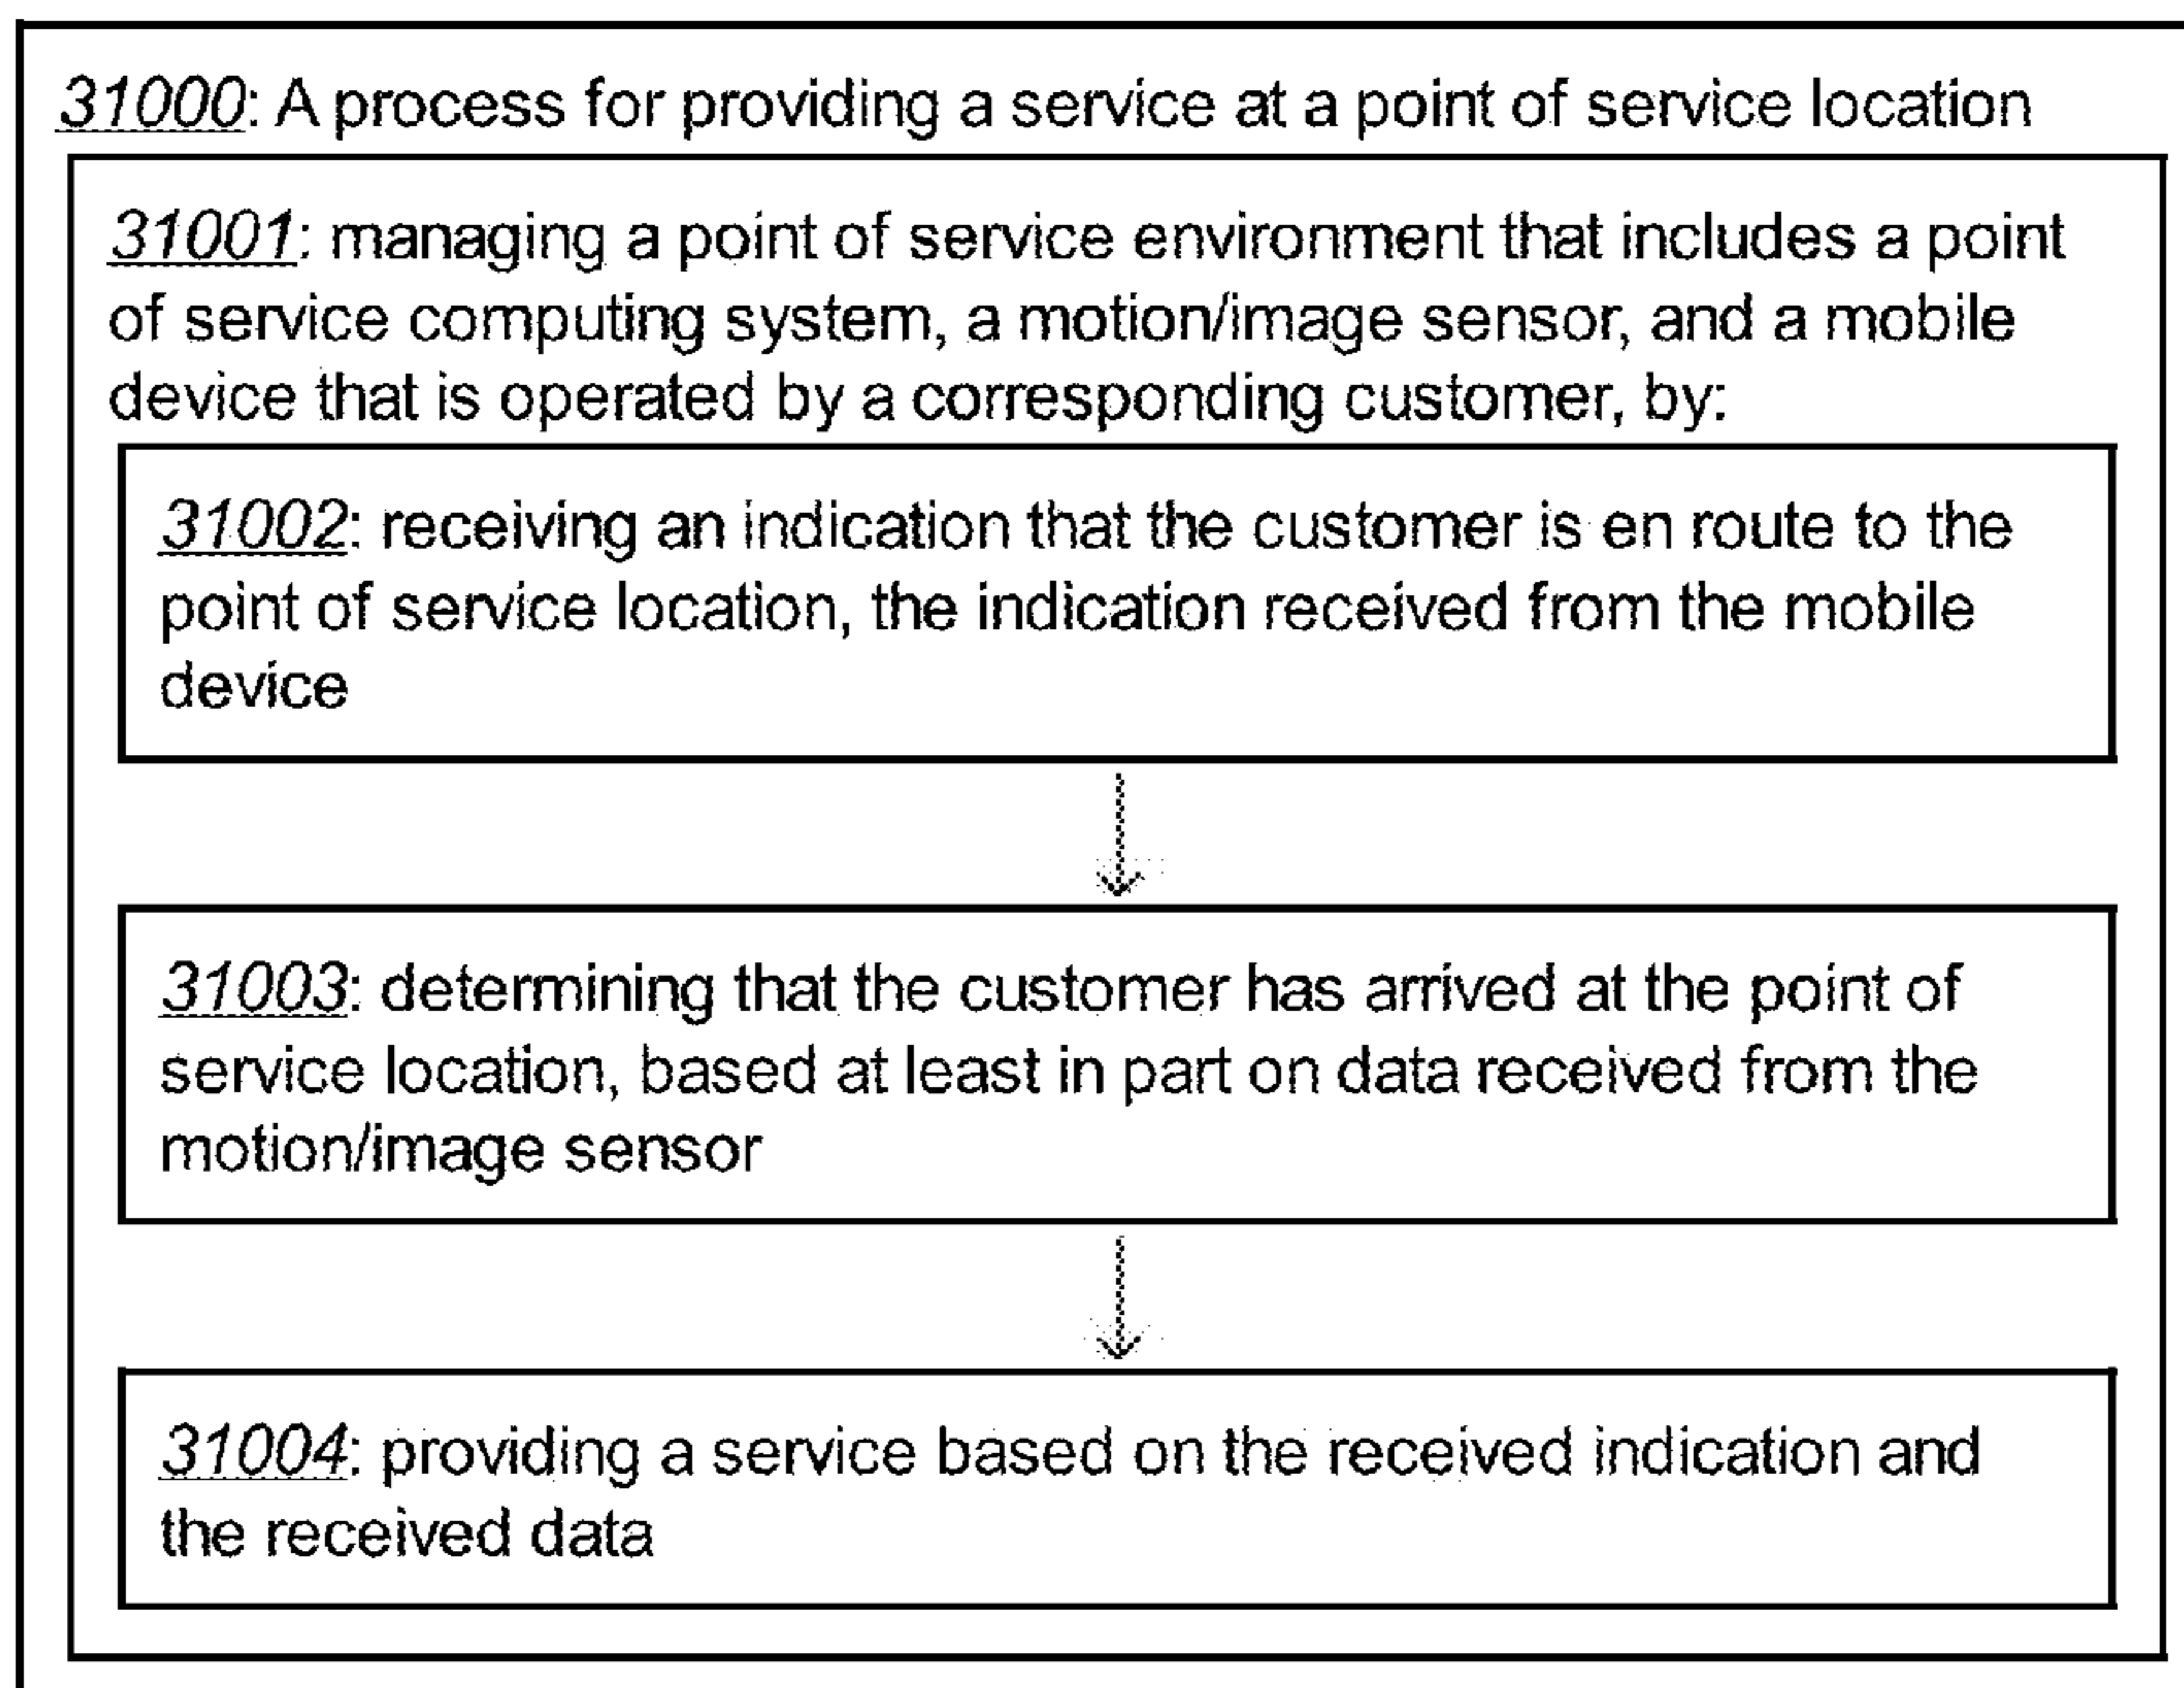 31000: A process for providing a service at a point of service location
31001: managing a point of service environment that includes a point
of service computing system, a motion/image sensor, and a mobile
device that is operated by a corresponding customer, by:
31002: receiving an indication that the customer is en route to the
point of service location, the indication received from the mobile
device
31003: determining that the customer has arrived at the point of
service location, based at least in part on data received from the
motion/image sensor
31004: providing a service based on the received indication and
the received data